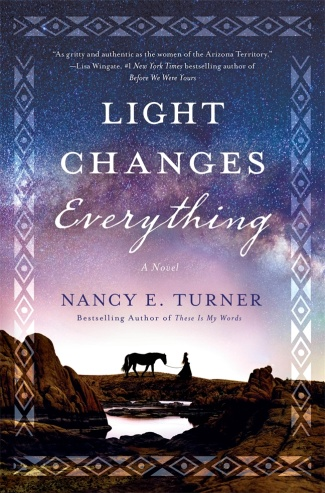 "As gritty and authentic as the women of the Arizona Territory."
—Lisa Wingate, #1 New York Times bestselling author of
Before We Were Yours
LIGHT
CHANGES
Everything
A Novel
NANCY E. TURNER
Bestselling Author of These Is My Words